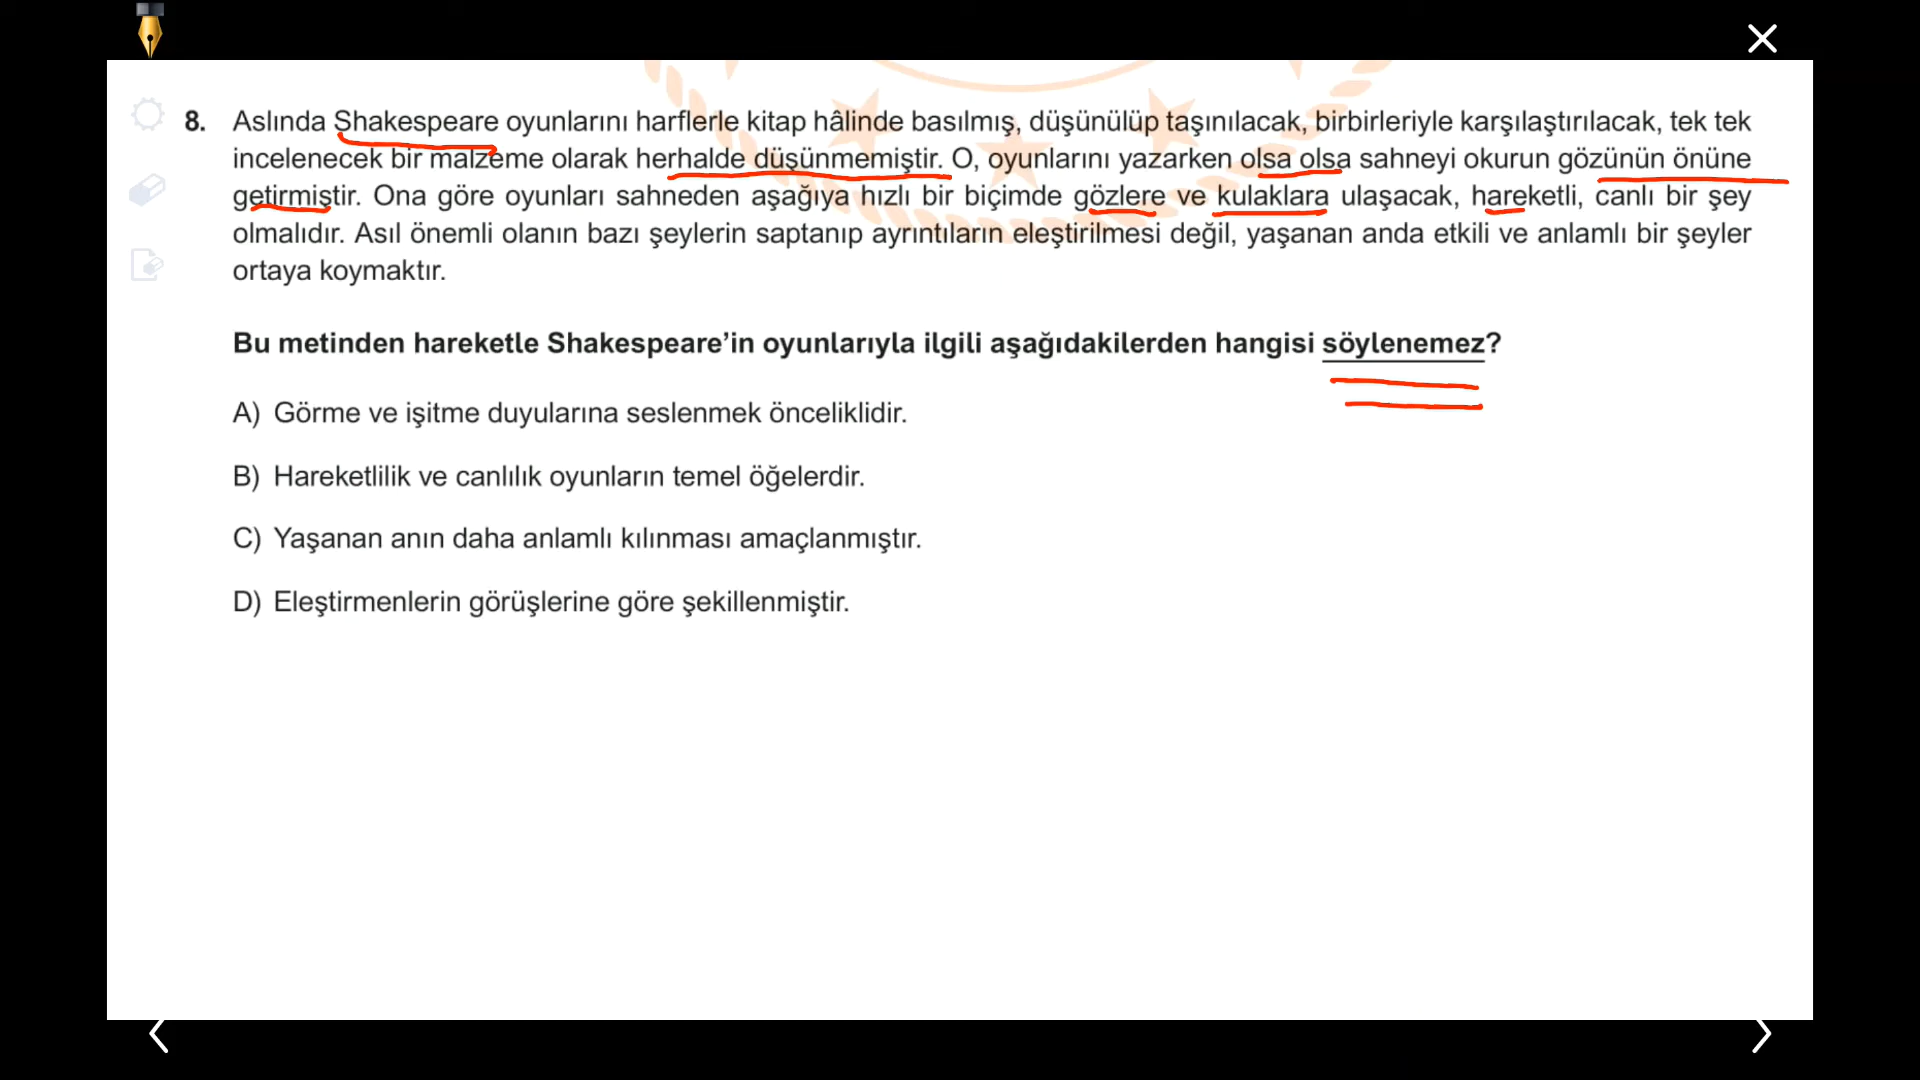 8. Aslında Shakespeare oyunlarını harflerle kitap hâlinde basılmış, düşünülüp taşınılacak, birbirleriyle karşılaştırılacak, tek tek
incelenecek bir malzeme olarak herhalde düşünmemiştir. O, oyunlarını yazarken olsa olsa sahneyi okurun gözünün önüne
getirmiştir. Ona göre oyunları sahneden aşağıya hızlı bir biçimde gözlere ve kulaklara ulaşacak, hareketli, canlı bir şey
olmalıdır. Asıl önemli olanın bazı şeylerin saptanıp ayrıntıların eleştirilmesi değil, yaşanan anda etkili ve anlamlı bir şeyler
ortaya koymaktır.
Bu metinden hareketle Shakespeare’in oyunlarıyla ilgili aşağıdakilerden hangisi söylenemez?
A) Görme ve işitme duyularına seslenmek önceliklidir.
B) Hareketlilik ve canlılık oyunların temel öğelerdir.
C) Yaşanan anın daha anlamlı kılınması amaçlanmıştır.
D) Eleştirmenlerin görüşlerine göre şekillenmiştir.